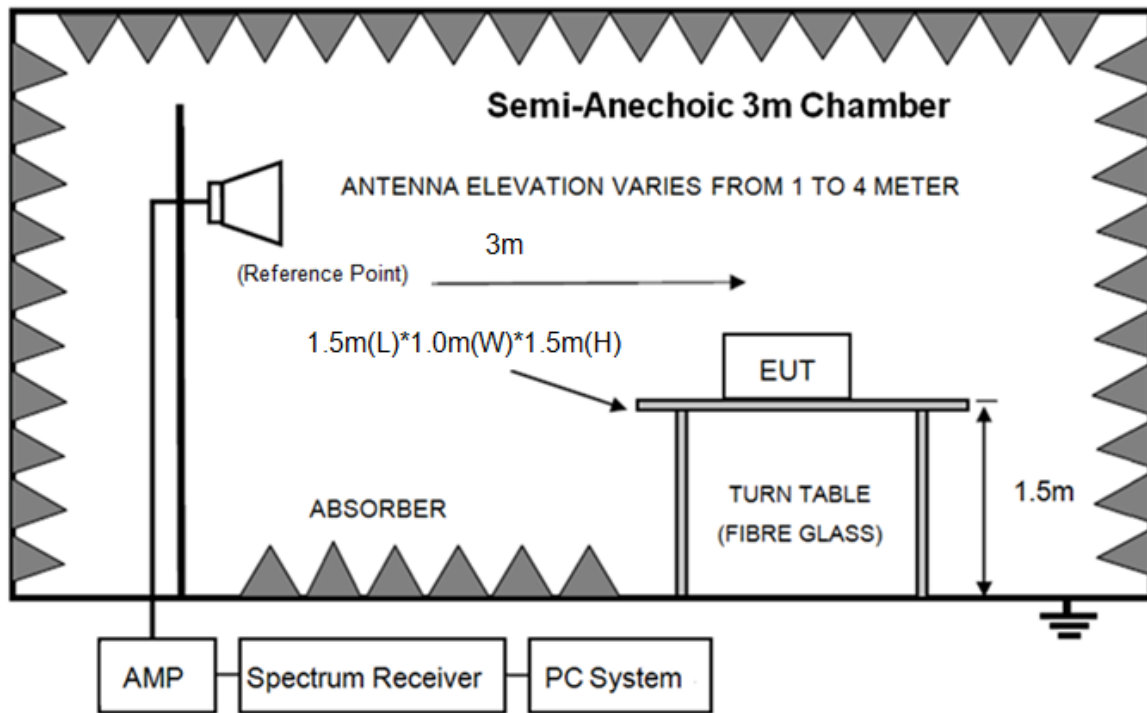 Semi-Anechoic 3m Chamber
ANTENNA ELEVATION VARIES FROM 1 TO 4 METER
3m
(Reference Point)
1.5m(L)*1.0m(W)*1.5m(H)
EUT
ABSORBER
TURN TABLE
(FIBRE GLASS)
1.5m
AMP
Spectrum Receiver
PC System